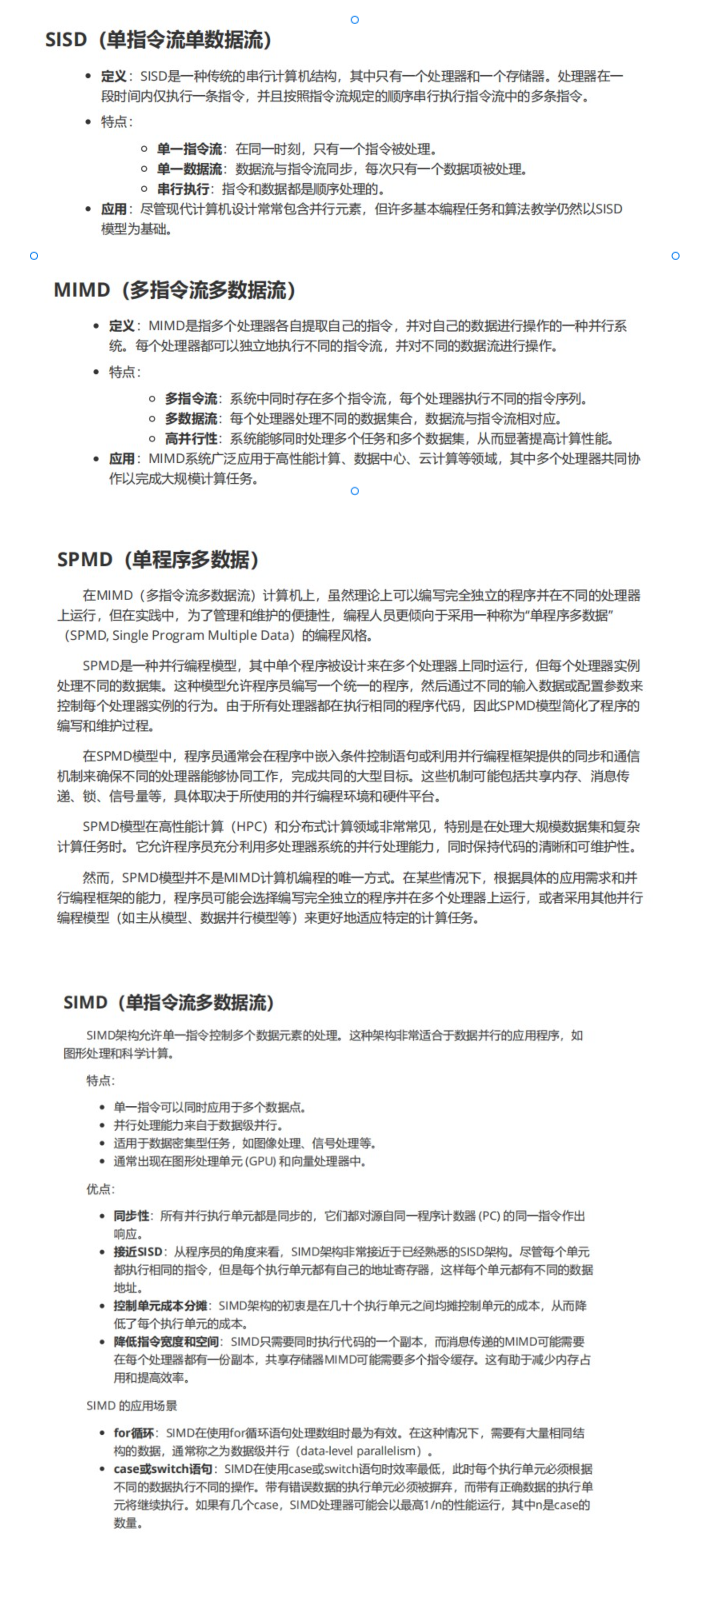 SISD（单指令流单数据流）
• 定义：SISD是一种传统的串行计算机结构，其中只有一个处理器和一个存储器。处理器在一
段时间内仅执行一条指令，并且按照指令流规定的顺序串行执行指令流中的多条指令。
• 特点：
◦ 单一指令流：在同一时刻，只有一个指令被处理。
◦ 单一数据流：数据流与指令流同步，每次只有一个数据项被处理。
◦ 串行执行：指令和数据都是顺序处理的。
• 应用：尽管现代计算机设计常常包含并行元素，但许多基本编程任务和算法教学仍然以SISD
模型为基础。
MIMD（多指令流多数据流）
• 定义：MIMD是指多个处理器各自提取自己的指令，并对自己的数据进行操作的一种并行系
统。每个处理器都可以独立地执行不同的指令流，并对不同的数据流进行操作。
• 特点：
◦ 多指令流：系统中同时存在多个指令流，每个处理器执行不同的指令序列。
◦ 多数据流：每个处理器处理不同的数据集合，数据流与指令流相对应。
◦ 高并行性：系统能够同时处理多个任务和多个数据集，从而显著提高计算性能。
• 应用：MIMD系统广泛应用于高性能计算、数据中心、云计算等领域，其中多个处理器共同协
作以完成大规模计算任务。
SPMD（单程序多数据）
在MIMD（多指令流多数据流）计算机上，虽然理论上可以编写完全独立的程序并在不同的处理器
上运行，但在实践中，为了管理和维护的便捷性，编程人员更倾向于采用一种称为“单程序多数据”
（SPMD, Single Program Multiple Data）的编程风格。
SPMD是一种并行编程模型，其中单个程序被设计来在多个处理器上同时运行，但每个处理器实例
处理不同的数据集。这种模型允许程序员编写一个统一的程序，然后通过不同的输入数据或配置参数来
控制每个处理器实例的行为。由于所有处理器都在执行相同的程序代码，因此SPMD模型简化了程序的
编写和维护过程。
在SPMD模型中，程序员通常会在程序中嵌入条件控制语句或利用并行编程框架提供的同步和通信
机制来确保不同的处理器能够协同工作，完成共同的大型目标。这些机制可能包括共享内存、消息传
递、锁、信号量等，具体取决于所使用的并行编程环境和硬件平台。
SPMD模型在高性能计算（HPC）和分布式计算领域非常常见，特别是在处理大规模数据集和复杂
计算任务时。它允许程序员充分利用多处理器系统的并行处理能力，同时保持代码的清晰和可维护性。
然而，SPMD模型并不是MIMD计算机编程的唯一方式。在某些情况下，根据具体的应用需求和并
行编程框架的能力，程序员可能会选择编写完全独立的程序并在多个处理器上运行，或者采用其他并行
编程模型（如主从模型、数据并行模型等）来更好地适应特定的计算任务。
SIMD（单指令流多数据流）
SIMD架构允许单一指令控制多个数据元素的处理。这种架构非常适合于数据并行的应用程序，如
图形处理和科学计算。
特点：
• 单一指令可以同时应用于多个数据点。
• 并行处理能力来自于数据级并行。
• 适用于数据密集型任务，如图像处理、信号处理等。
• 通常出现在图形处理单元 (GPU) 和向量处理器中。
优点：
• 同步性：所有并行执行单元都是同步的，它们都对源自同一程序计数器 (PC) 的同一指令作出
响应。
• 接近SISD：从程序员的角度来看，SIMD架构非常接近于已经熟悉的SISD架构。尽管每个单元
都执行相同的指令，但是每个执行单元都有自己的地址寄存器，这样每个单元都有不同的数据
地址。
• 控制单元成本分摊：SIMD架构的初衷是在几十个执行单元之间均摊控制单元的成本，从而降
低了每个执行单元的成本。
• 降低指令宽度和空间：SIMD只需要同时执行代码的一个副本，而消息传递的MIMD可能需要
在每个处理器都有一份副本，共享存储器MIMD可能需要多个指令缓存。这有助于减少内存占
用和提高效率。
SIMD 的应用场景
• for循环：SIMD在使用for循环语句处理数组时最为有效。在这种情况下，需要有大量相同结
构的数据，通常称之为数据级并行（data-level parallelism）。
• case或switch语句：SIMD在使用case或switch语句时效率最低，此时每个执行单元必须根据
不同的数据执行不同的操作。带有错误数据的执行单元必须被摒弃，而带有正确数据的执行单
元将继续执行。如果有几个case，SIMD处理器可能会以最高1/n的性能运行，其中n是case的
数量。